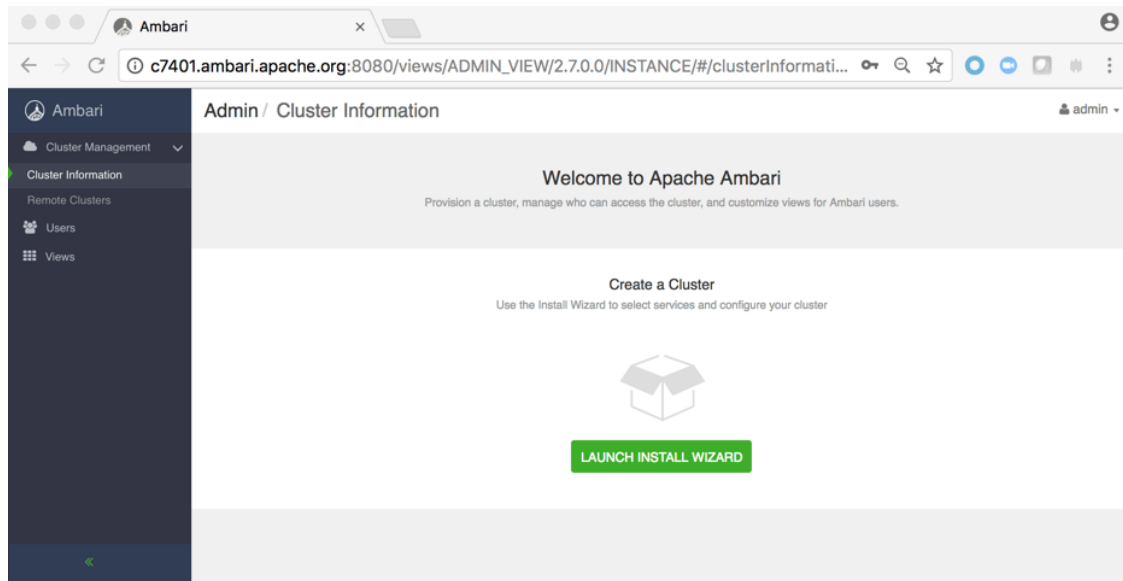 Ambari
c7401.ambari.apache.org:8080/views/ADMIN_VIEW/2.7.0.0/INSTANCE/#/clusterInformati...
Ambari
Admin / Cluster Information
admin
Cluster Management
Cluster Information
Remote Clusters
Users
Views
Welcome to Apache Ambari
Provision a cluster, manage who can access the cluster, and customize views for Ambari users.
Create a Cluster
Use the Install Wizard to select services and configure your cluster
LAUNCH INSTALL WIZARD